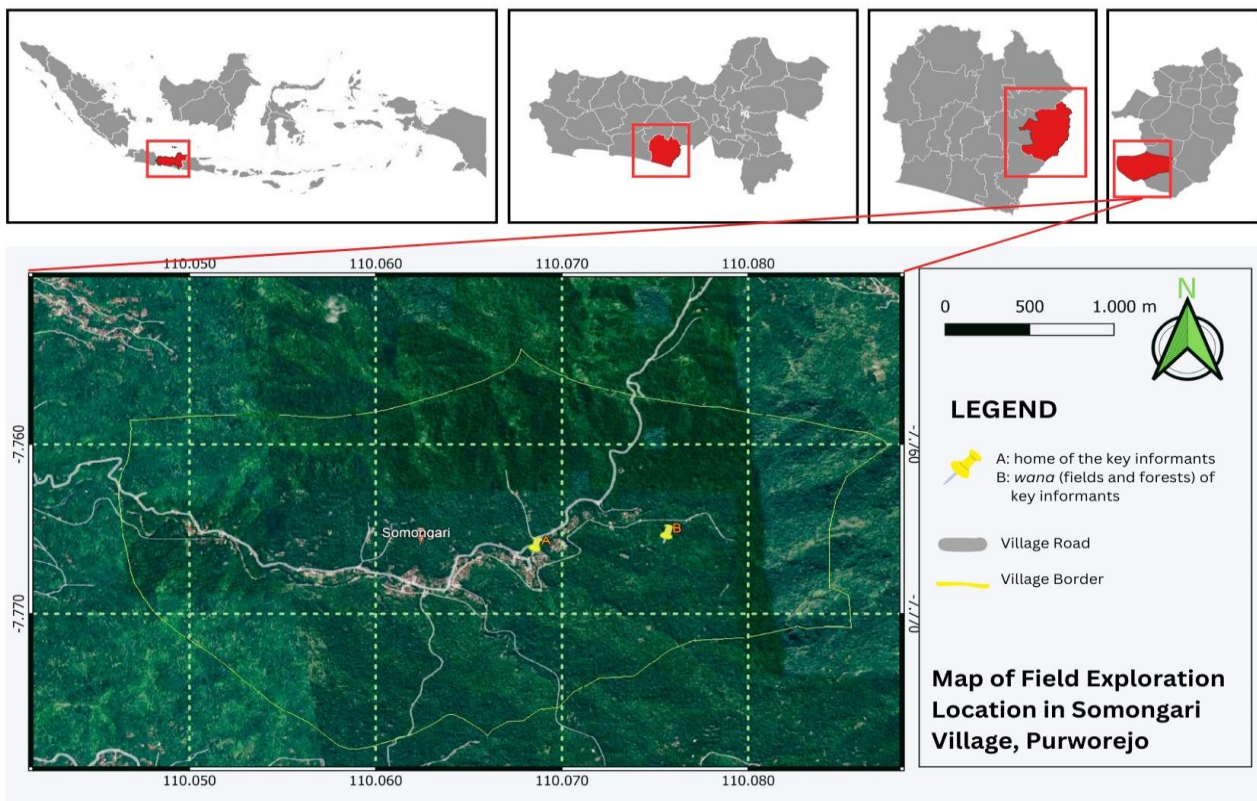 110.050 110.060 110.070 110.080
-7.760
-7.760
Somongari
A
B
-7.770
-7.770
110.050 110.060 110.070 110.080
0 500 1.000 m
N
LEGEND
A: home of the key informants
B: wana (fields and forests) of
key informant
Village Road
Village Border
Map of Field Exploration
Location in Somongari
Village, Purworejo